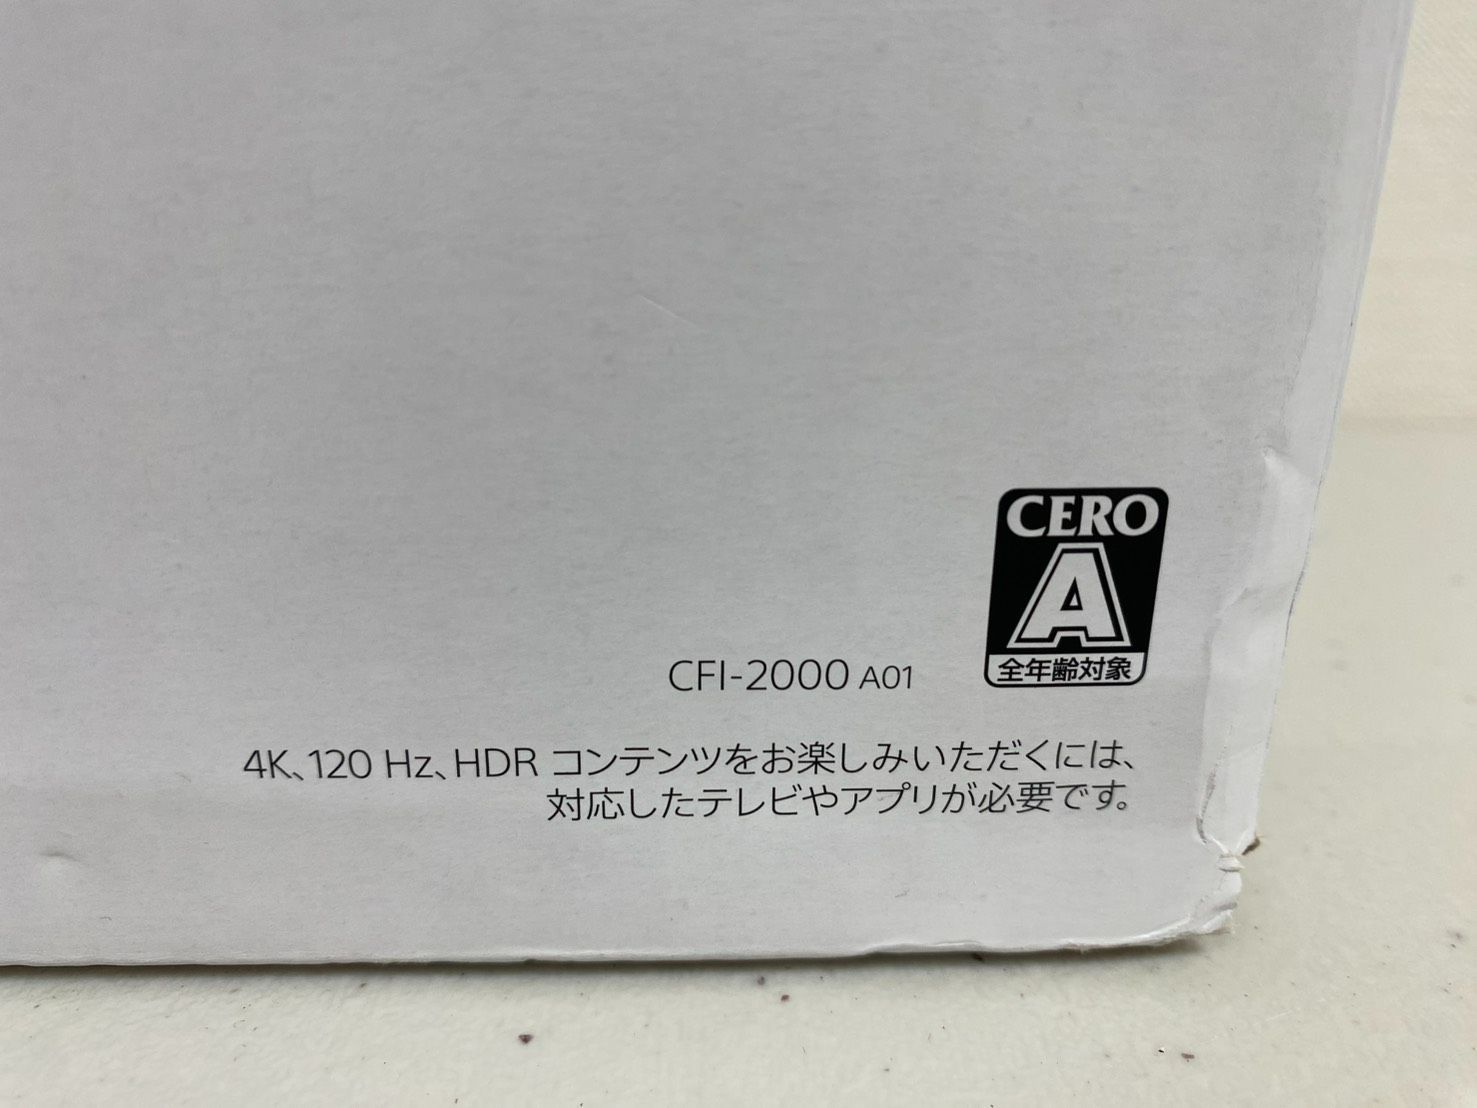 CERO
A
全年齢対象
CFI-2000 A01
4K、120 Hz、HDR コンテンツをお楽しみいただくには、
対応したテレビやアプリが必要です。